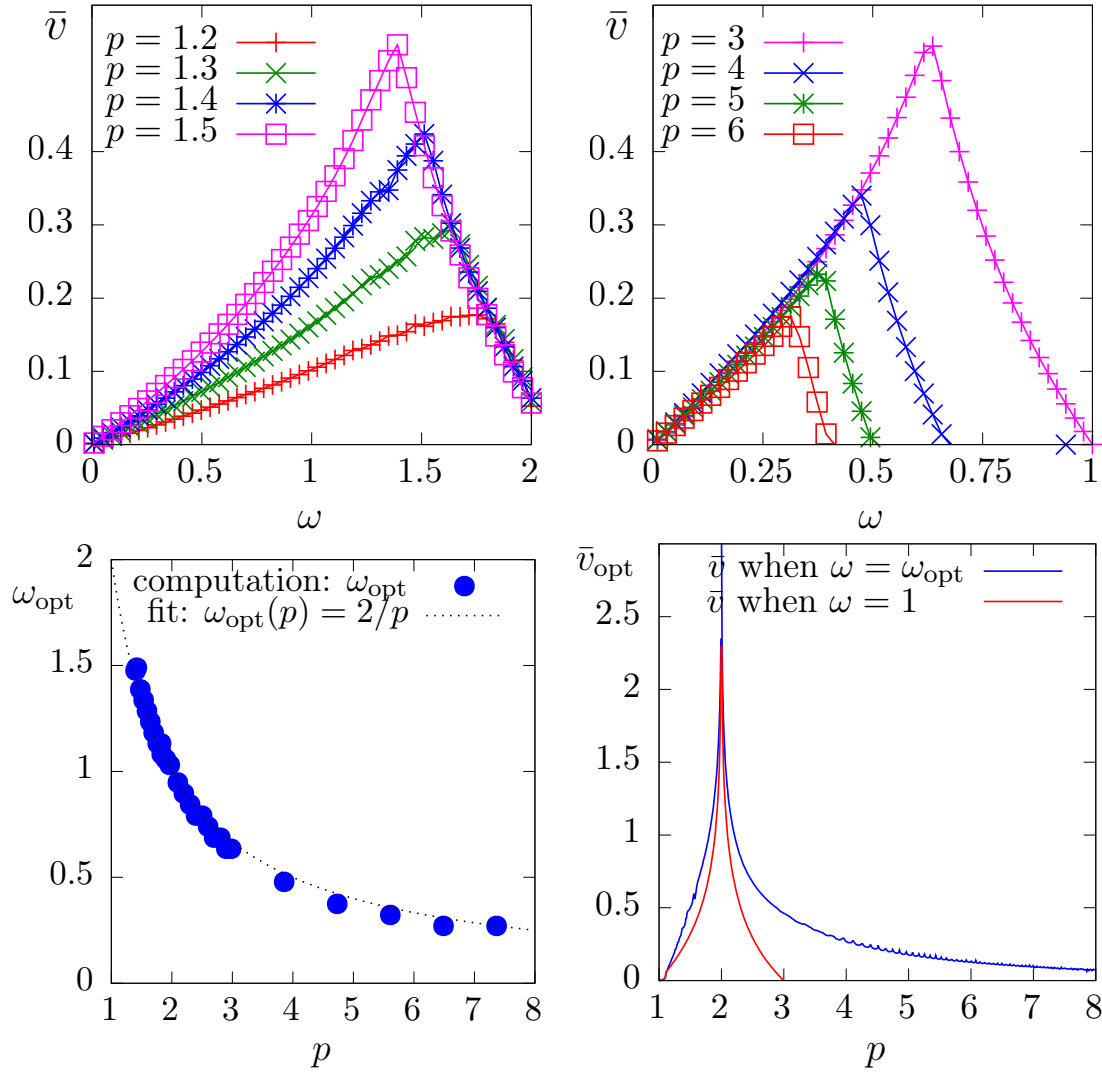 v̄
p = 1.2
p = 1.3
p = 1.4
p = 1.5
0.4
0.3
0.2
0.1
0
0 0.5 1 1.5 2
ω
v̄
p = 3
p = 4
p = 5
p = 6
0.4
0.3
0.2
0.1
0
0 0.25 0.50 0.75 1
ω
ω_opt
computation: ω_opt
fit: ω_opt(p) = 2/p
2
1.5
1
0.5
0
1 2 3 4 5 6 7 8
p
v̄_opt
v̄ when ω = ω_opt
v̄ when ω = 1
2.5
2
1.5
1
0.5
0
1 2 3 4 5 6 7 8
p